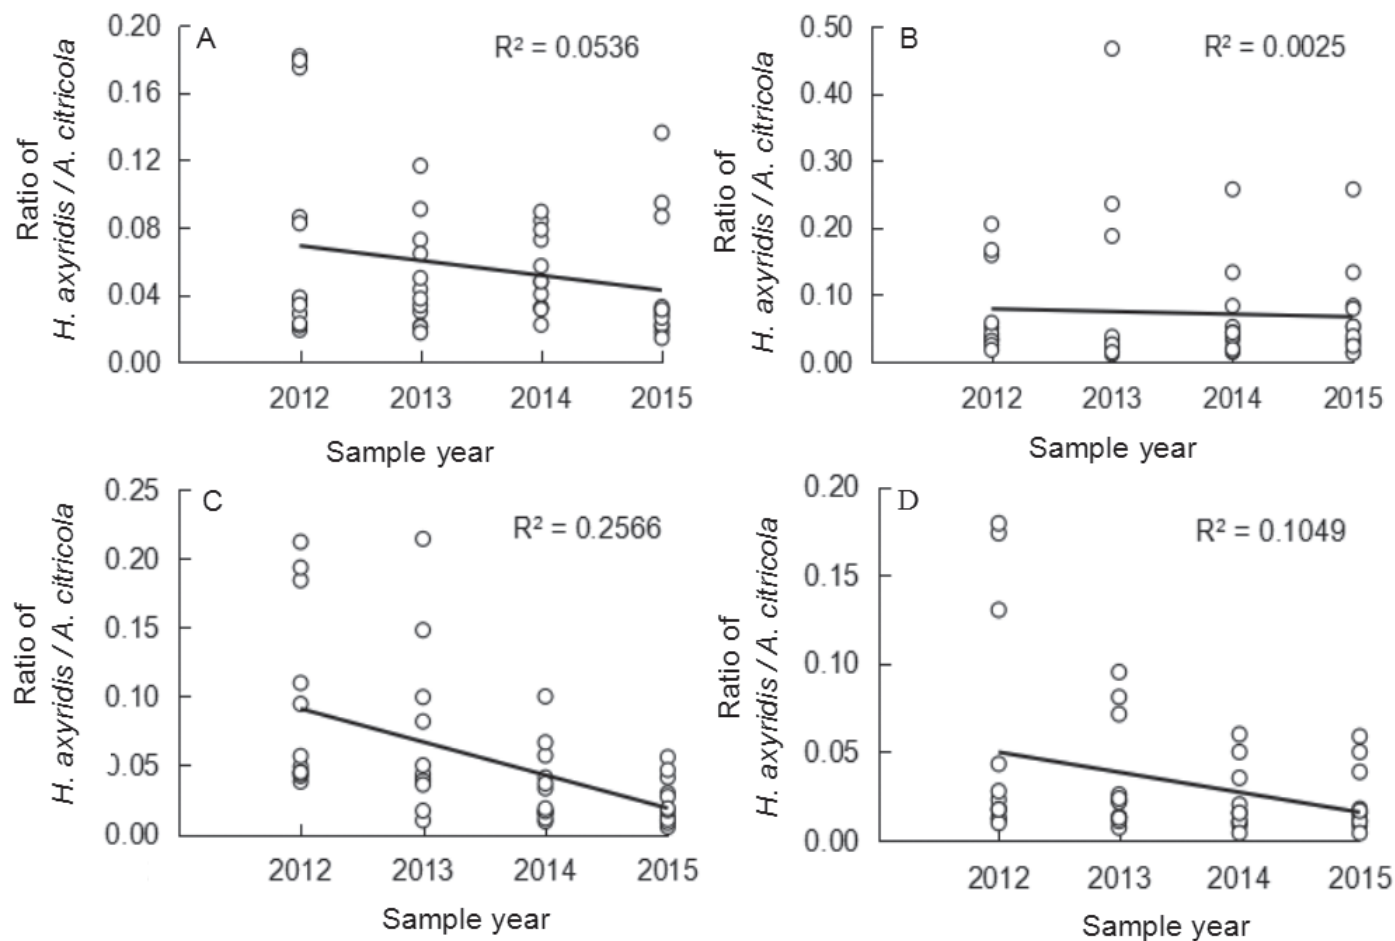 A
R² = 0.0536
0.20
0.16
0.12
0.08
0.04
0.00
Ratio of
H. axyridis / A. citricola
2012 2013 2014 2015
Sample year
B
R² = 0.0025
0.50
0.40
0.30
0.20
0.10
0.00
Ratio of
H. axyridis / A. citricola
2012 2013 2014 2015
Sample year
C
R² = 0.2566
0.25
0.20
0.15
0.10
0.05
0.00
Ratio of
H. axyridis / A. citricola
2012 2013 2014 2015
Sample year
D
R² = 0.1049
0.20
0.15
0.10
0.05
0.00
Ratio of
H. axyridis / A. citricola
2012 2013 2014 2015
Sample year